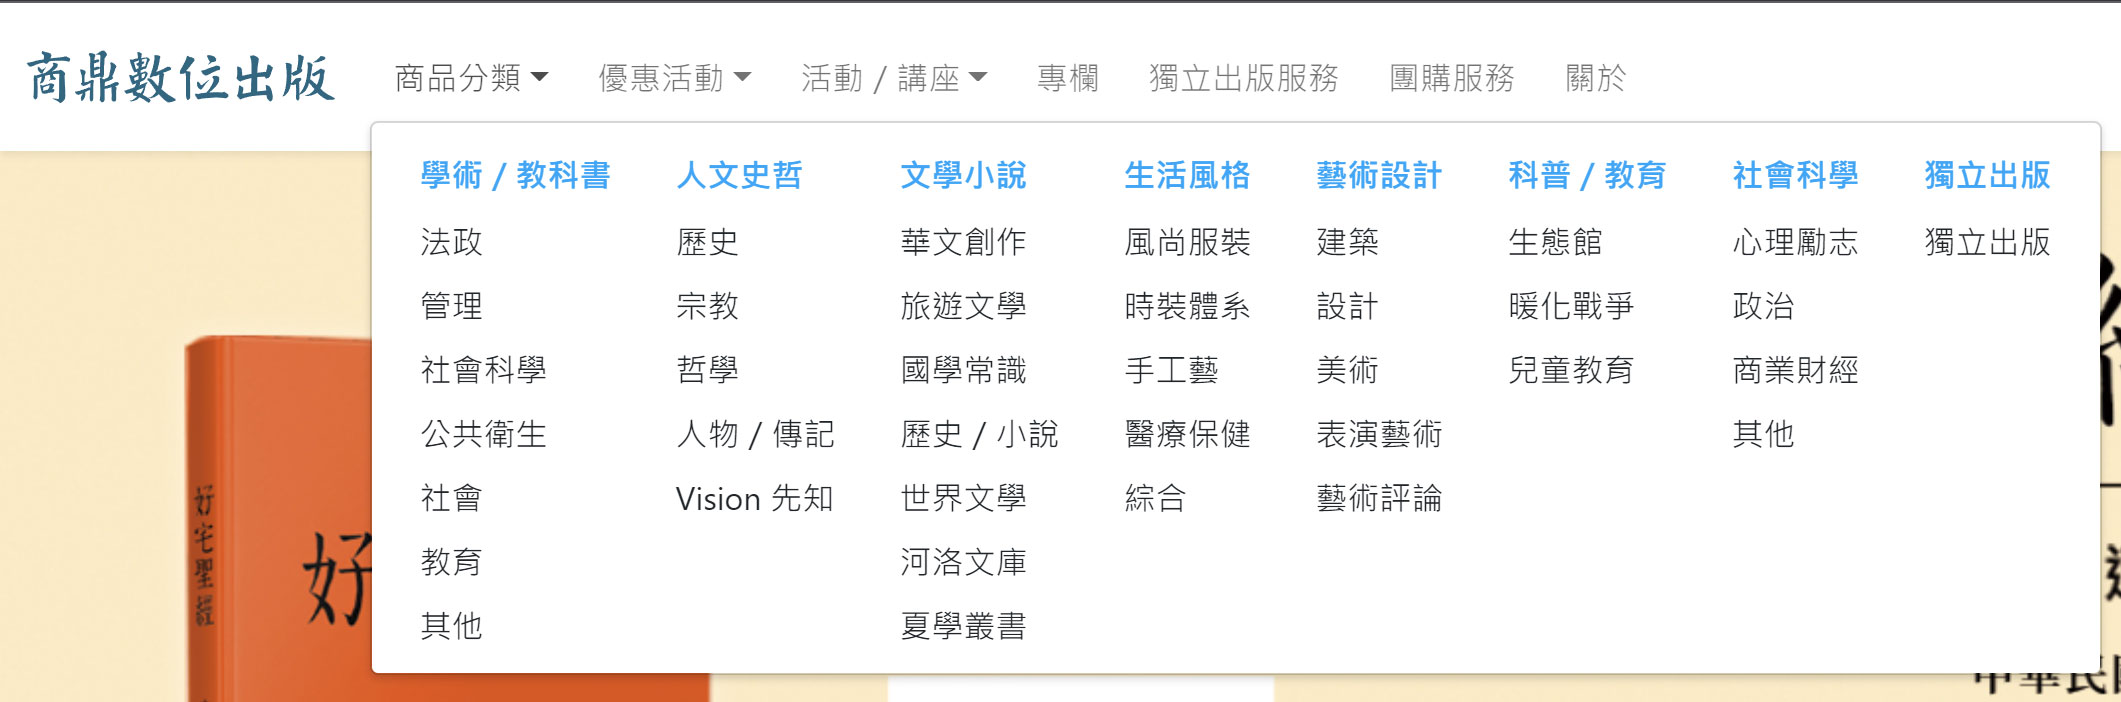 商鼎數位出版
商品分類 優惠活動 活動 / 講座 專欄 獨立出版服務 團購服務 關於
學術 / 教科書
法政
管理
社會科學
公共衛生
社會
教育
其他
人文史哲
歷史
宗教
哲學
人物 / 傳記
Vision 先知
文學小說
華文創作
旅遊文學
國學常識
歷史 / 小說
世界文學
河洛文庫
夏學叢書
生活風格
風尚服裝
時裝體系
手工藝
醫療保健
綜合
藝術設計
建築
設計
美術
表演藝術
藝術評論
科普 / 教育
生態館
暖化戰爭
兒童教育
社會科學
心理勵志
政治
商業財經
其他
獨立出版
獨立出版
好宅聖經
好
中華民